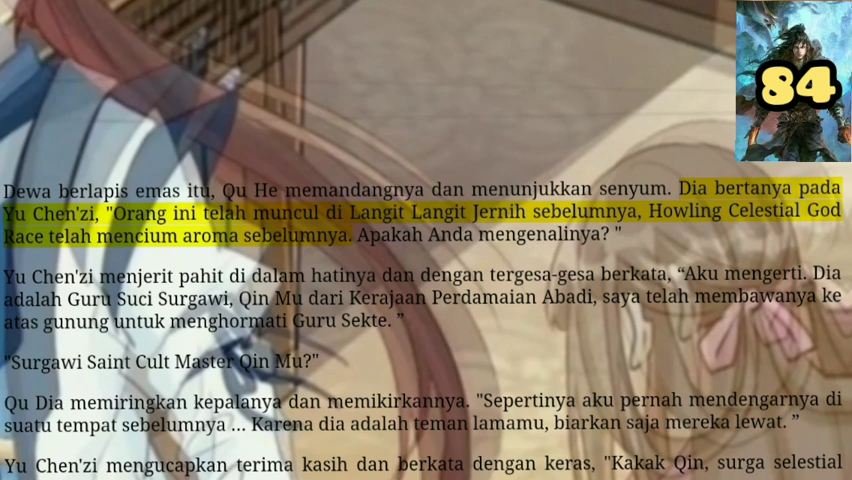 84
Dewa berlapis emas itu, Qu He memandangnya dan menunjukkan senyum. Dia bertanya pada
Yu Chen'zi, "Orang ini telah muncul di Langit Langit Jernih sebelumnya, Howling Celestial God
Race telah mencium aroma sebelumnya. Apakah Anda mengenalinya? "
Yu Chen'zi menjerit pahit di dalam hatinya dan dengan tergesa-gesa berkata, “Aku mengerti. Dia
adalah Guru Suci Surgawi, Qin Mu dari Kerajaan Perdamaian Abadi, saya telah membawanya ke
atas gunung untuk menghormati Guru Sekte. ”
"Surgawi Saint Cult Master Qin Mu?"
Qu Dia memiringkan kepalanya dan memikirkannya. "Sepertinya aku pernah mendengarnya di
suatu tempat sebelumnya ... Karena dia adalah teman lamamu, biarkan saja mereka lewat. ”
Yu Chen'zi mengucapkan terima kasih dan berkata dengan keras, "Kakak Qin, surga selestial